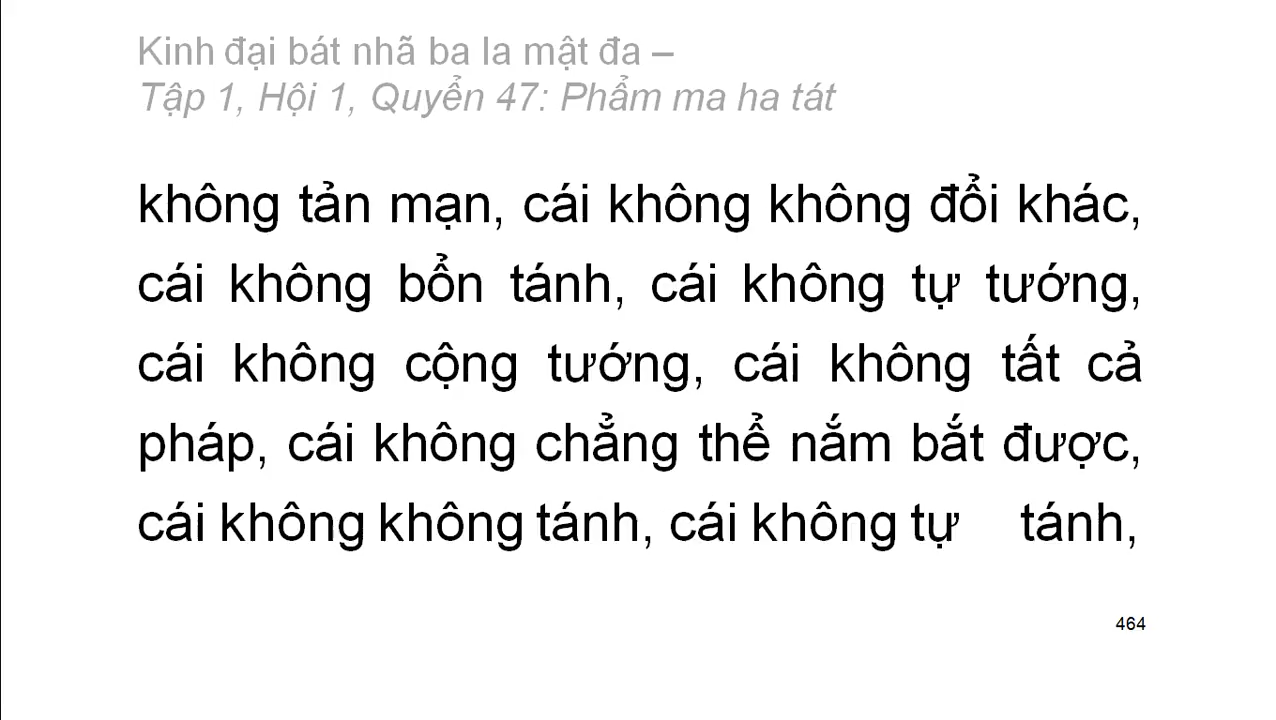 Kinh đại bát nhã ba la mật đa –
Tập 1, Hội 1, Quyển 47: Phẩm ma ha tát
không tản mạn, cái không không đổi khác,
cái không bổn tánh, cái không tự tướng,
cái không cộng tướng, cái không tất cả
pháp, cái không chẳng thể nắm bắt được,
cái không không tánh, cái không tự tánh,
464